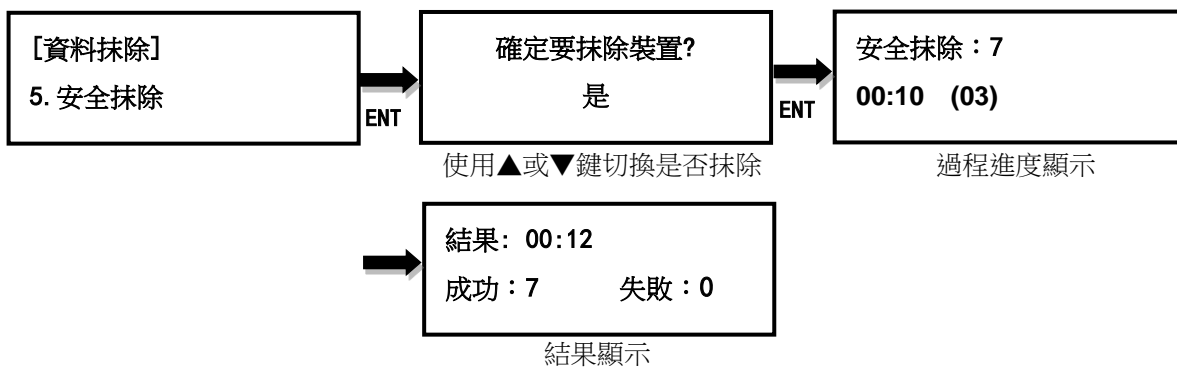 [資料抹除]
5.安全抹除
ENT
確定要抹除裝置?
是
使用▲或▼鍵切換是否抹除
ENT
安全抹除：7
00:10 (03)
過程進度顯示
結果: 00:12
成功：7 失敗：0
結果顯示